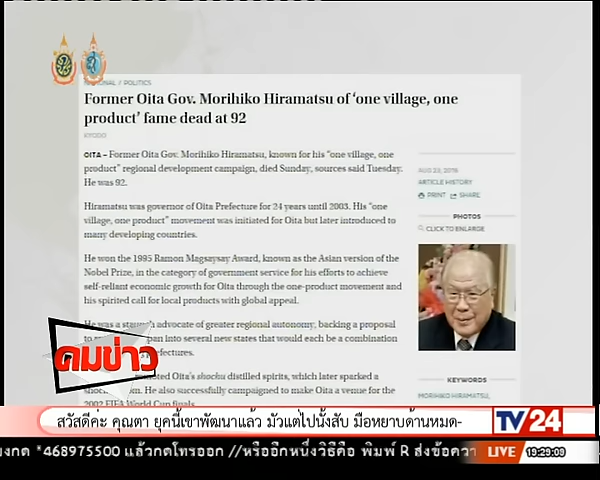 NATIONAL / POLITICS
Former Oita Gov. Morihiko Hiramatsu of ‘one village, one
product’ fame dead at 92
KYODO
OITA – Former Oita Gov. Morihiko Hiramatsu, known for his “one village, one
product” regional development campaign, died Sunday, sources said Tuesday.
He was 92.
Hiramatsu was governor of Oita Prefecture for 24 years until 2003. His “one
village, one product” movement was initiated for Oita but later introduced to
many developing countries.
He won the 1995 Ramon Magsaysay Award, known as the Asian version of the
Nobel Prize, in the category of government service for his efforts to achieve
self-reliant economic growth for Oita through the one-product movement and
his spirited call for local products with global appeal.
He was a staunch advocate of greater regional autonomy, backing a proposal
pan into several new states that would each be a combination
fectures.
Oita's shochu distilled spirits, which later sparked a
He also successfully campaigned to make Oita a venue for the
2002 FIFA World Cup finals.
AUG 23, 2016
ARTICLE HISTORY
PRINT SHARE
PHOTOS
CLICK TO ENLARGE
KEYWORDS
MORIHIKO HIRAMATSU,
คมข่าว
สวัสดีค่ะ คุณตา ยุคนี้เขาพัฒนาแล้ว มัวแต่ไปนั้งสับ มือหยาบด้านหมด-
TV24
งกด *468975500 แล้วกดโทรออก //หรืออีกหนึ่งวิธีคือ พิมพ์ R ส่งข้อควา
LIVE 19:29:09